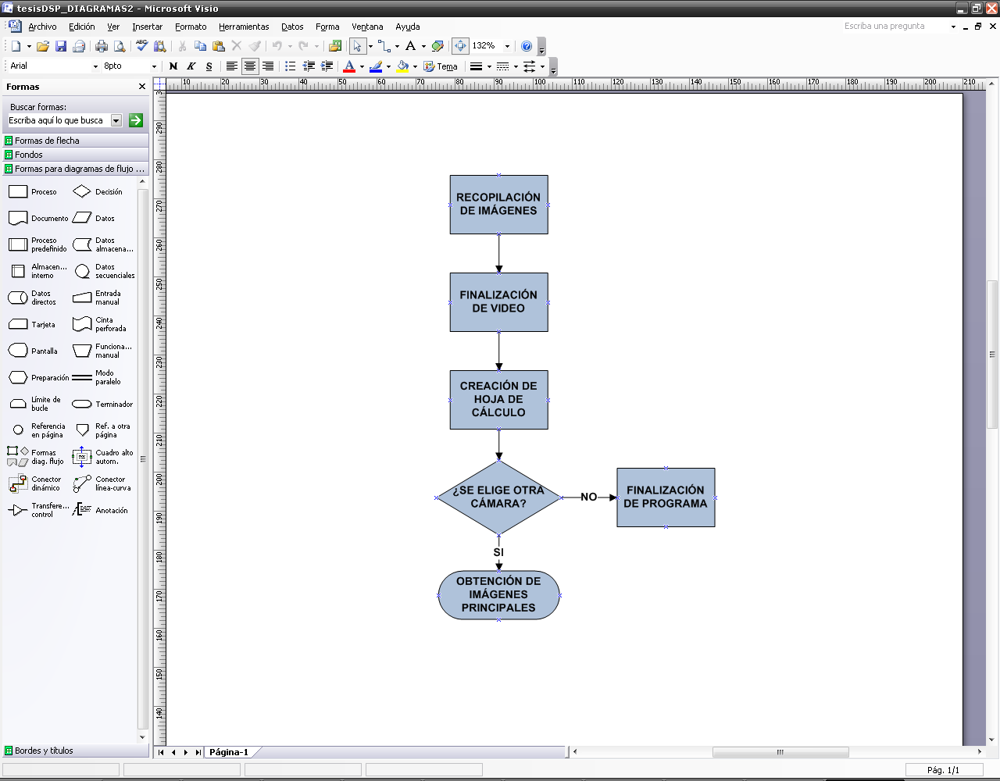 tesisDSP_DIAGRAMAS2 - Microsoft Visio
Archivo Edición Ver Insertar Formato Herramientas Datos Forma Ventana Ayuda
Escriba una pregunta
132%
Arial 8pto N K S Tema
Formas
Buscar formas:
Escriba aquí lo que busca
Formas de flecha
Fondos
Formas para diagramas de flujo ...
Proceso
Decisión
Documento
Datos
Proceso
predefinido
Datos
almacena...
Almacen...
interno
Datos
secuenciales
Datos
directos
Entrada
manual
Tarjeta
Cinta
perforada
Pantalla
Funciona...
manual
Preparación
Modo
paralelo
Límite de
bucle
Terminador
Referencia
en página
Ref. a otra
página
Formas
diag. flujo
Cuadro alto
autom.
Conector
dinámico
Conector
línea-curva
Transfere...
control
Anotación
Bordes y títulos
10 20 30 40 50 60 70 80 90 100 110 120 130 140 150 160 170 180 190 200 210
290
280
270
260
250
240
230
220
210
200
190
180
170
160
150
140
RECOPILACIÓN
DE IMÁGENES
FINALIZACIÓN
DE VIDEO
CREACIÓN DE
HOJA DE
CÁLCULO
¿SE ELIGE OTRA
CÁMARA?
NO
FINALIZACIÓN
DE PROGRAMA
SI
OBTENCIÓN DE
IMÁGENES
PRINCIPALES
Página-1
Pág. 1/1